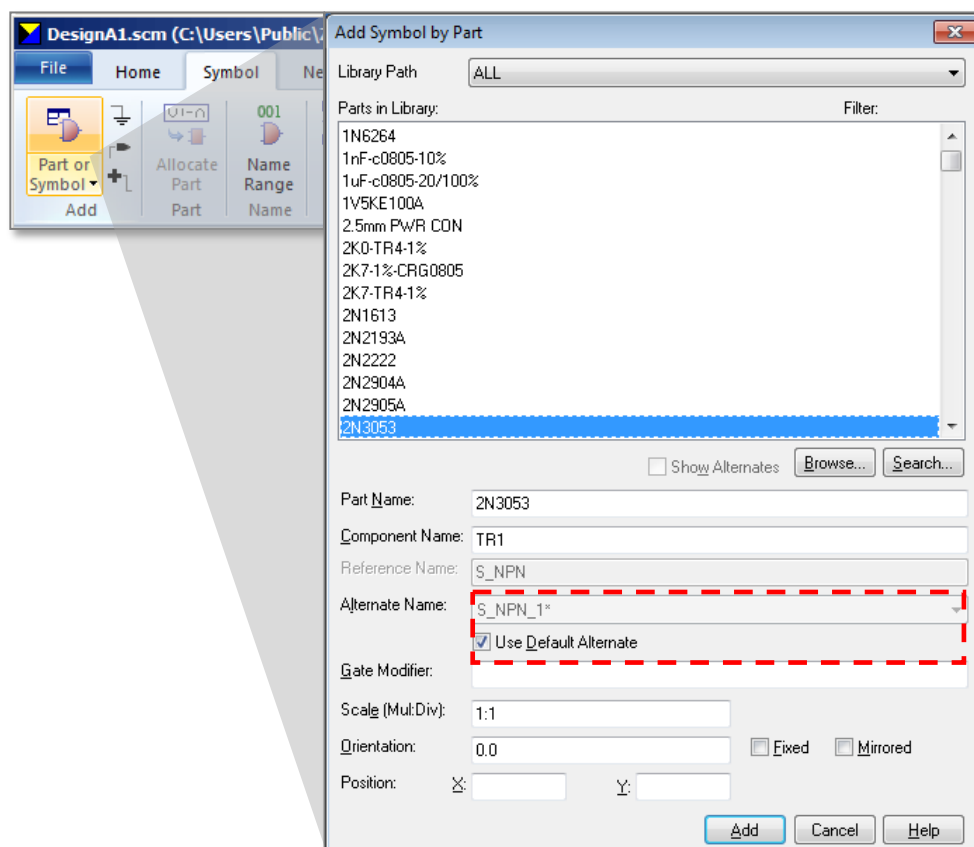 DesignA1.scm (C:\Users\Public\
File Home Symbol Ne
Part or Symbol
Allocate Part
001
Name Range
Add Part Name
Add Symbol by Part
Library Path ALL
Parts in Library: Filter:
1N6264
1nF-c0805-10%
1uF-c0805-20/100%
1V5KE100A
2.5mm PWR CON
2K0-TR4-1%
2K7-1%-CRG0805
2K7-TR4-1%
2N1613
2N2193A
2N2222
2N2904A
2N2905A
2N3053
Show Alternates Browse... Search...
Part Name: 2N3053
Component Name: TR1
Reference Name: S_NPN
Alternate Name: S_NPN_1*
Use Default Alternate
Gate Modifier:
Scale (Mul:Div): 1:1
Orientation: 0.0 Fixed Mirrored
Position: X: Y:
Add Cancel Help